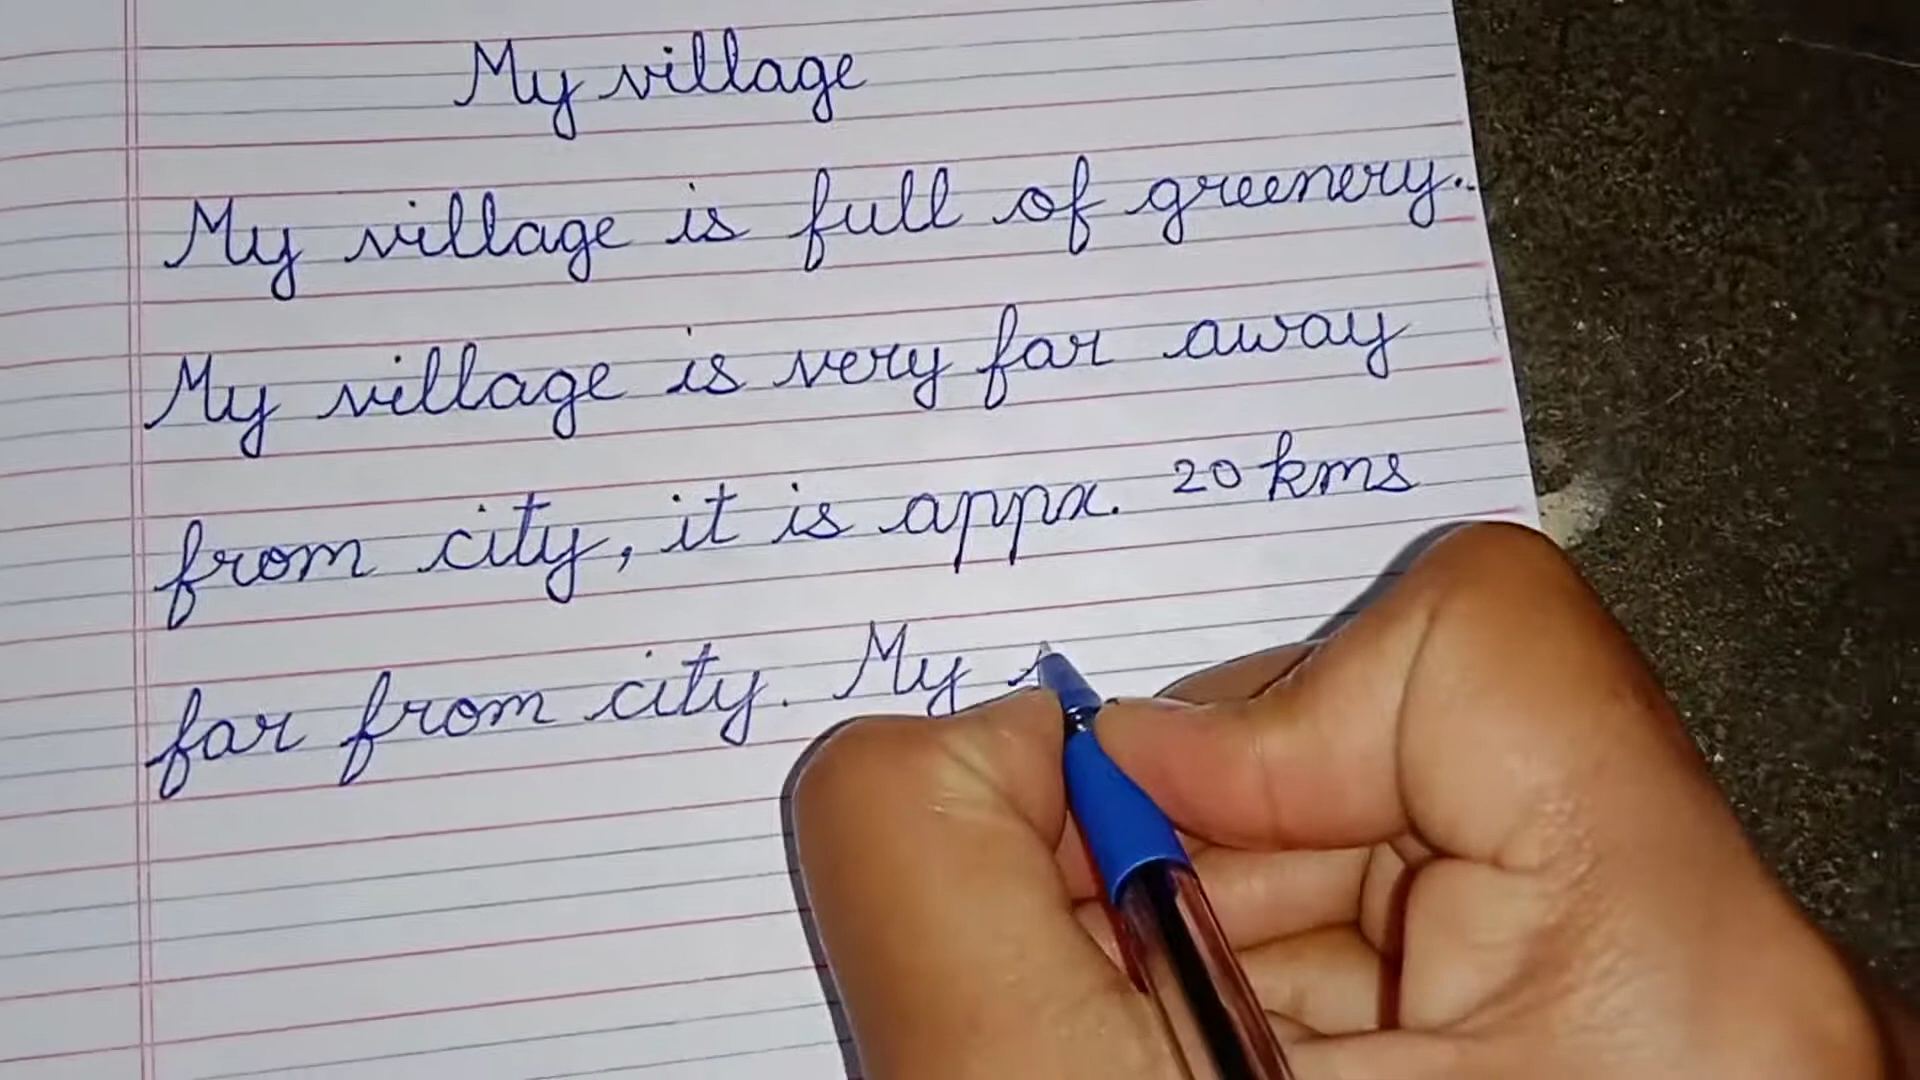 My village
My village is full of greenery.
My village is very far away
from city, it is appx. 20 kms
far from city. My